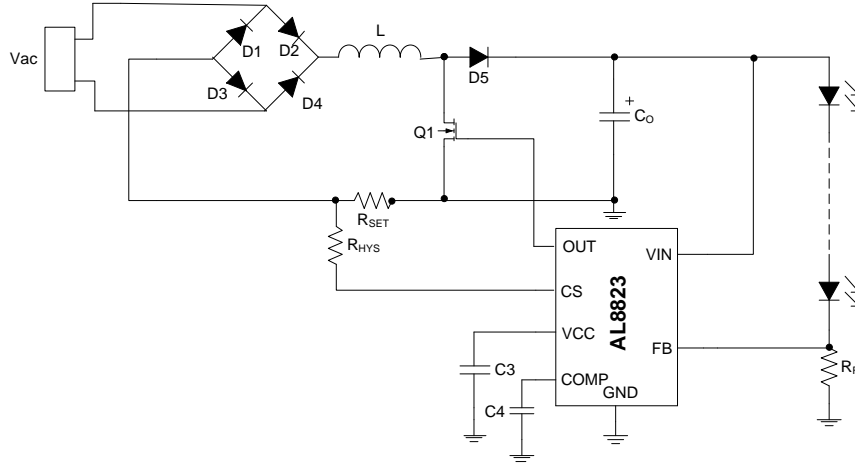 L
D1
D2
D5
Vac
D3
D4
+
CO
Q1
RSET
RHYS
OUT
VIN
CS
AL8823
VCC
FB
C3
COMP
GND
C4